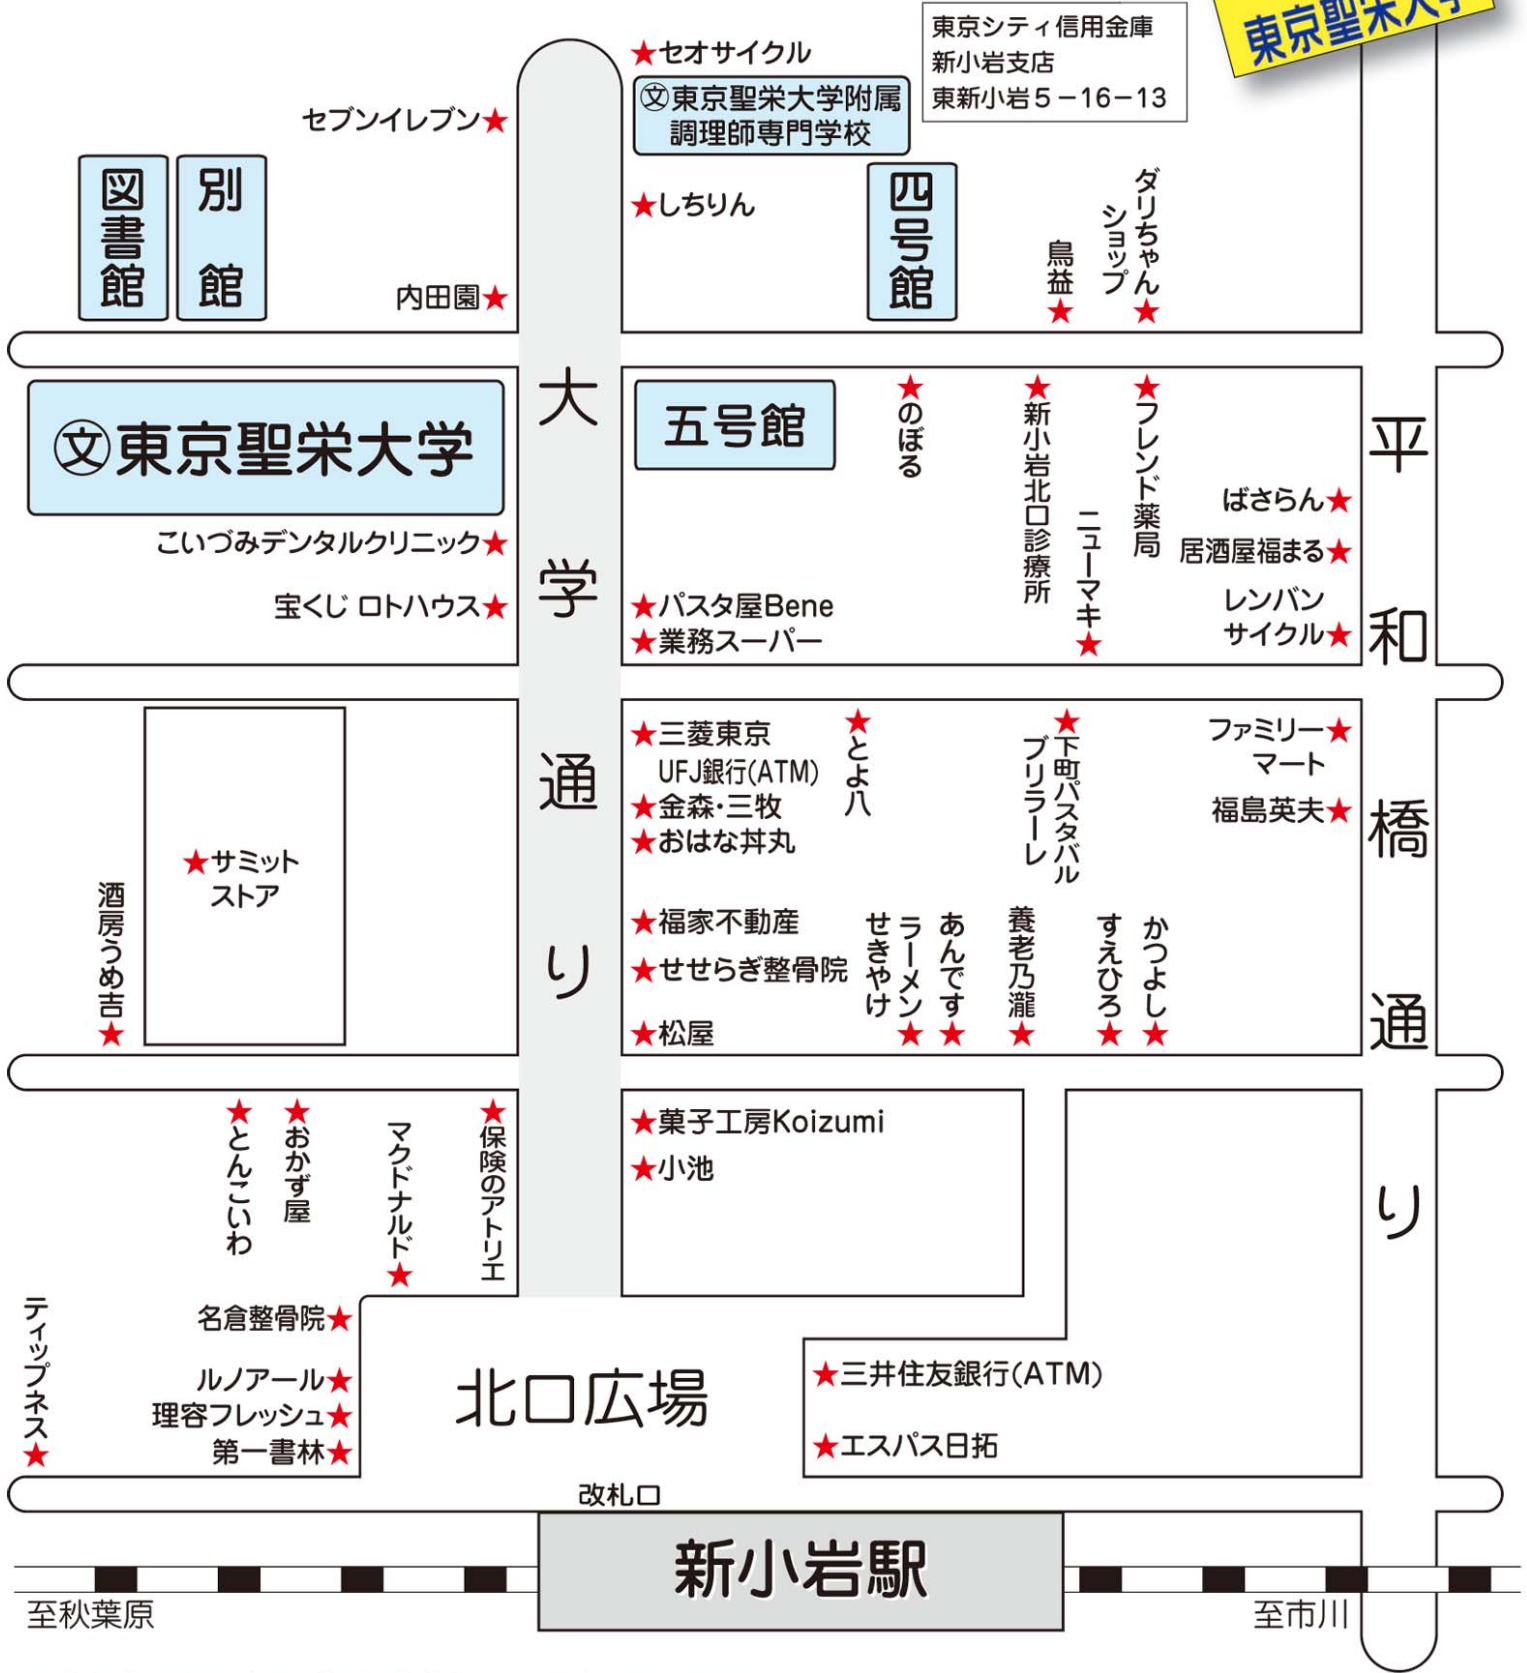 東京シティ信用金庫
新小岩支店
東新小岩5－16－13
東京聖栄大学
セオサイクル
文東京聖栄大学附属
調理師専門学校
セブンイレブン
図書館
別館
しちりん
四号館
鳥益
ダリちゃん
ショップ
内田園
文東京聖栄大学
五号館
のぼる
新小岩北口診療所
ニューマキ
フレンド薬局
ばさらん
居酒屋福まる
レンバン
サイクル
こいづみデンタルクリニック
宝くじ ロトハウス
パスタ屋Bene
業務スーパー
大学通り
平和橋通り
サミット
ストア
酒房うめ吉
三菱東京
UFJ銀行(ATM)
金森・三牧
おはな丼丸
とよ八
下町パスタバル
ブリラーレ
ファミリー
マート
福島英夫
福家不動産
せせらぎ整骨院
松屋
ラーメン
せきやけ
あんです
養老乃瀧
すえひろ
かつよし
とんこいわ
おかず屋
マクドナルド
保険のアトリエ
菓子工房Koizumi
小池
ティップネス
名倉整骨院
ルノアール
理容フレッシュ
第一書林
北口広場
三井住友銀行(ATM)
エスパス日拓
改札口
新小岩駅
至秋葉原
至市川